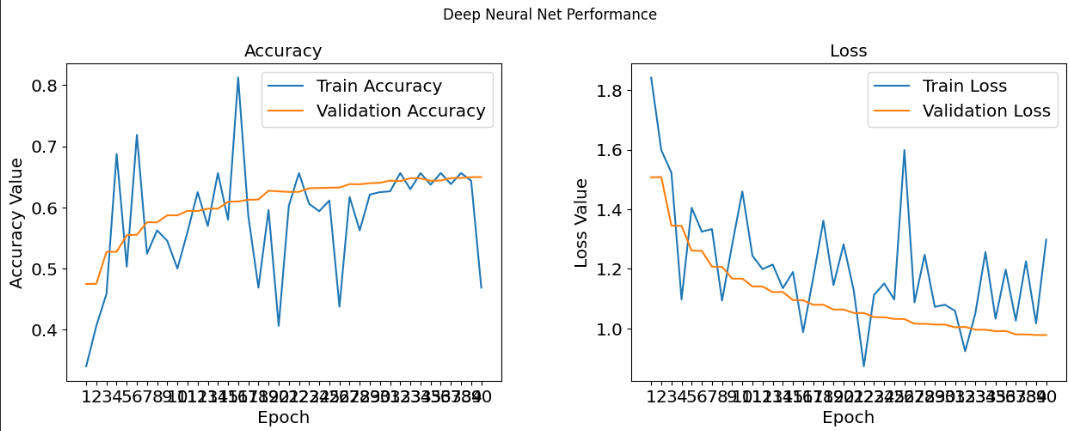 Deep Neural Net Performance
Accuracy
Loss
0.8
0.7
0.6
0.5
0.4
Accuracy Value
Train Accuracy
Validation Accuracy
Epoch
1.8
1.6
1.4
1.2
1.0
Loss Value
Train Loss
Validation Loss
Epoch